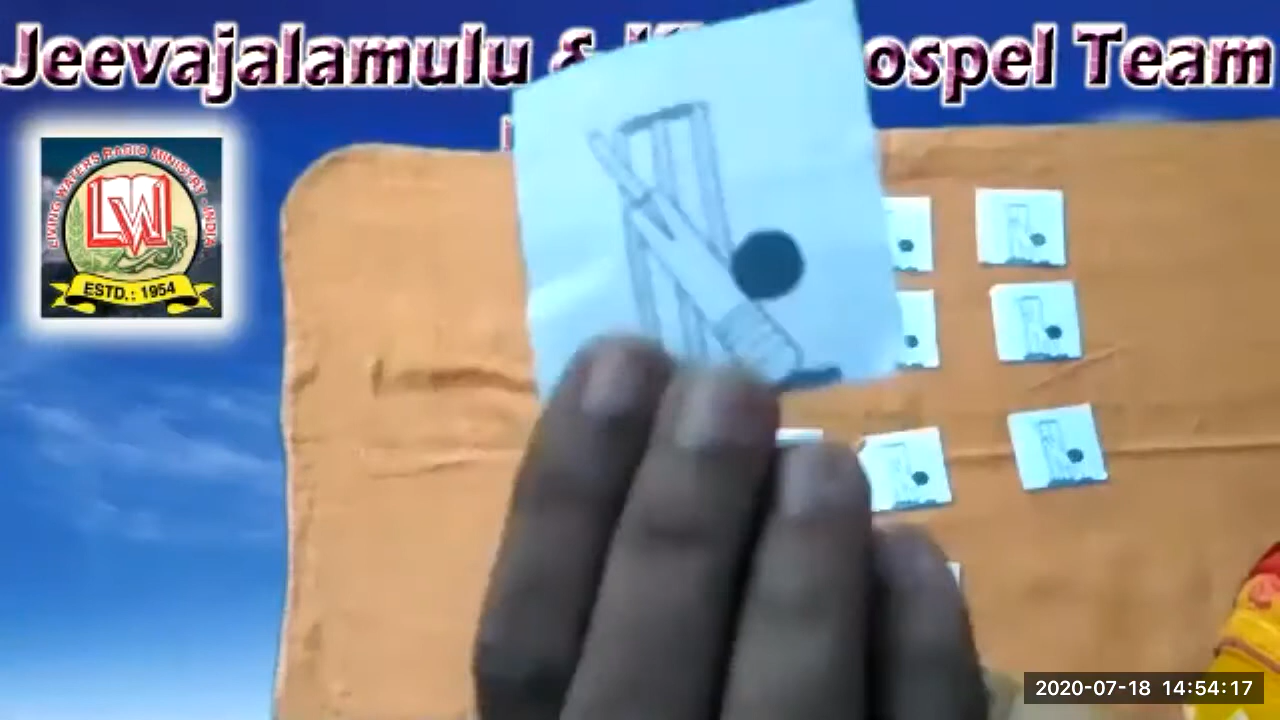 Jeevajalamulu & ospel Team
LIVING WATERS RADIO MINISTRY - INDIA
LW
ESTD.: 1954
2020-07-18 14:54:17